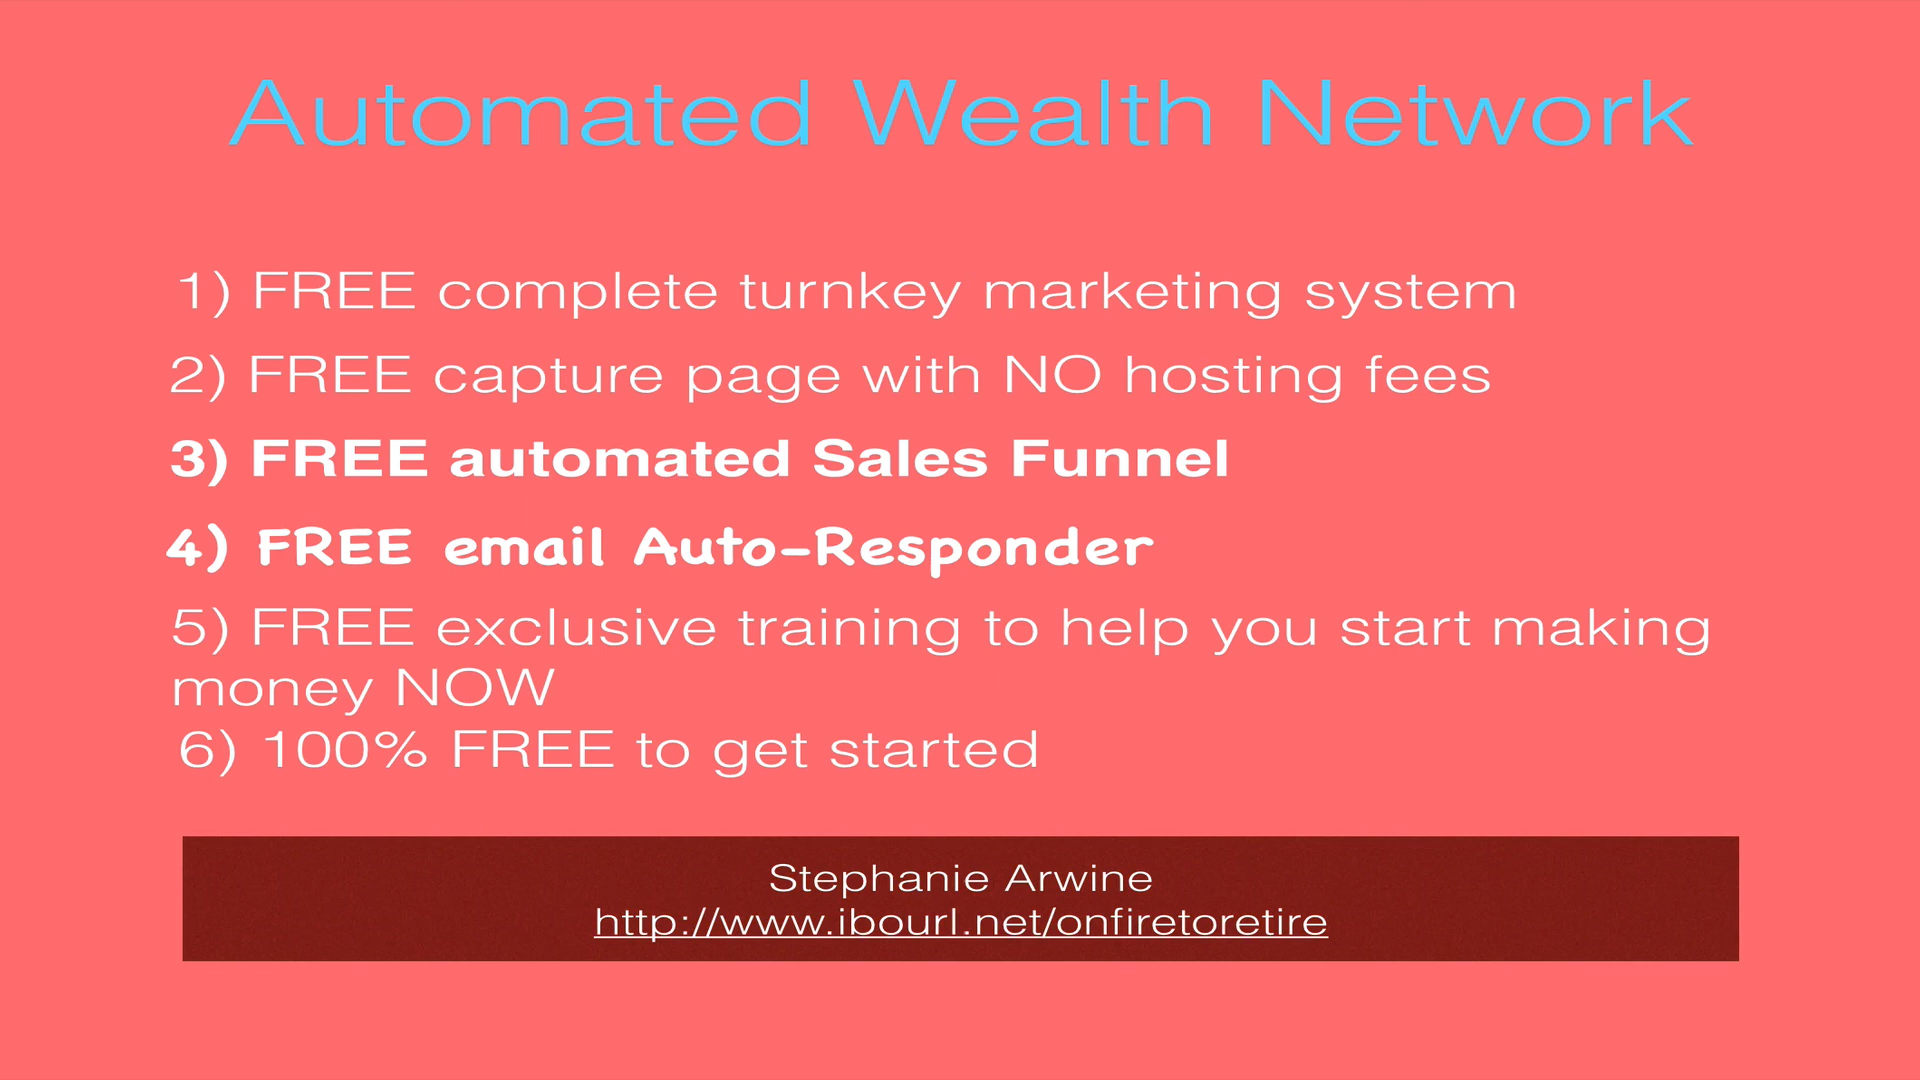 Automated Wealth Network
1) FREE complete turnkey marketing system
2) FREE capture page with NO hosting fees
3) FREE automated Sales Funnel
4) FREE email Auto-Responder
5) FREE exclusive training to help you start making
money NOW
6) 100% FREE to get started
Stephanie Arwine
http://www.ibourl.net/onfiretoretire